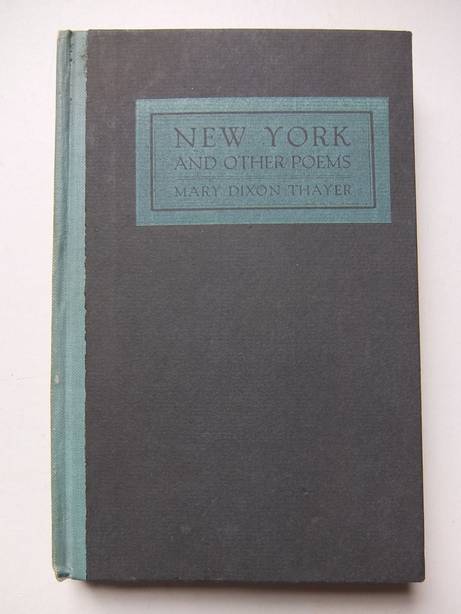 NEW YORK
AND OTHER POEMS
MARY DIXON THAYER